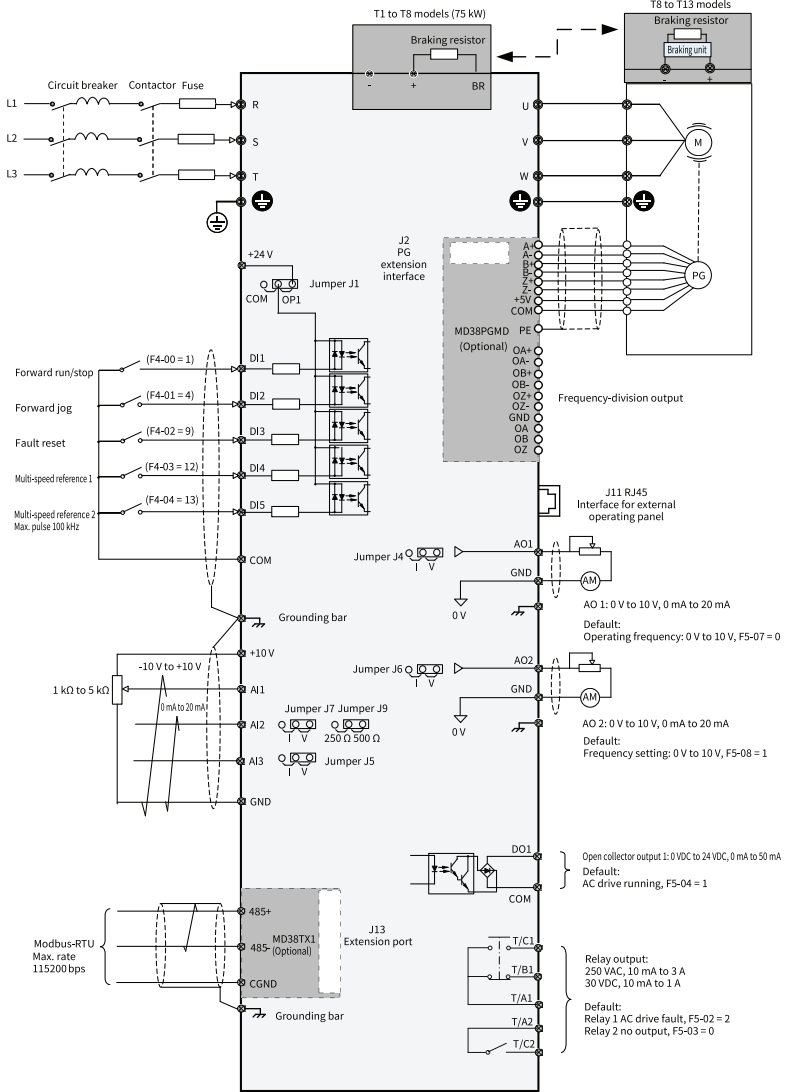 T1 to T8 models (75 kW)
T8 to T13 models
Braking resistor
Braking unit
-
+
Braking resistor
-
+
BR
Circuit breaker
Contactor
Fuse
L1
L2
L3
R
S
T
U
V
W
M
PG
+24 V
COM
OP1
Jumper J1
J2
PG
extension
interface
MD38PGMD
(Optional)
A+
A-
B+
B-
Z+
Z-
+5V
COM
PE
OA+
OA-
OB+
OB-
OZ+
OZ-
GND
OA
OB
OZ
Frequency-division output
Forward run/stop
(F4-00 = 1)
DI1
Forward jog
(F4-01 = 4)
DI2
Fault reset
(F4-02 = 9)
DI3
Multi-speed reference 1
(F4-03 = 12)
DI4
Multi-speed reference 2
Max. pulse 100 kHz
(F4-04 = 13)
DI5
COM
J11 RJ45
Interface for external
operating panel
Jumper J4
I
V
AO1
GND
0 V
AM
AO 1: 0 V to 10 V, 0 mA to 20 mA
Default:
Operating frequency: 0 V to 10 V, F5-07 = 0
Grounding bar
Jumper J6
I
V
AO2
GND
0 V
AM
AO 2: 0 V to 10 V, 0 mA to 20 mA
Default:
Frequency setting: 0 V to 10 V, F5-08 = 1
+10 V
-10 V to +10 V
1 kΩ to 5 kΩ
AI1
0 mA to 20 mA
AI2
Jumper J7
Jumper J9
I
V
250 Ω
500 Ω
AI3
I
V
Jumper J5
GND
DO1
COM
Open collector output 1: 0 VDC to 24 VDC, 0 mA to 50 mA
Default:
AC drive running, F5-04 = 1
485+
485-
CGND
MD38TX1
(Optional)
J13
Extension port
Modbus-RTU
Max. rate
115200 bps
Grounding bar
T/C1
T/B1
T/A1
T/A2
T/C2
Relay output:
250 VAC, 10 mA to 3 A
30 VDC, 10 mA to 1 A
Default:
Relay 1 AC drive fault, F5-02 = 2
Relay 2 no output, F5-03 = 0